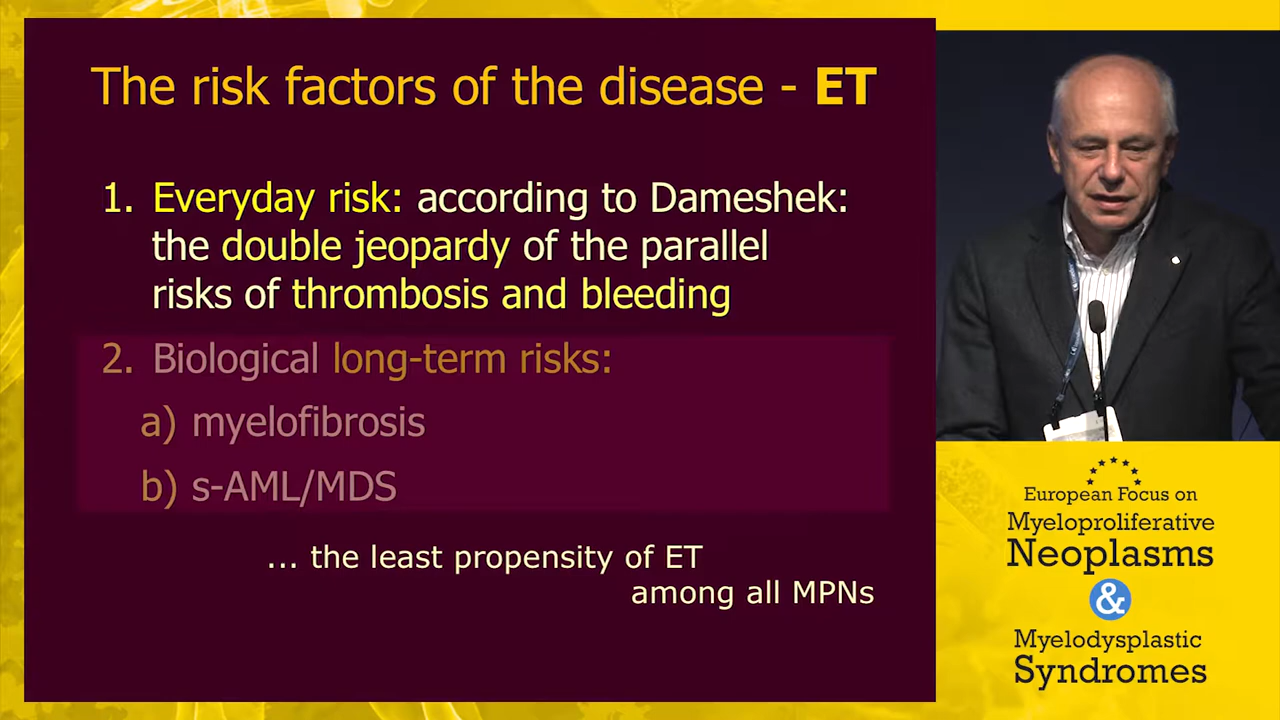 The risk factors of the disease - ET
1. Everyday risk: according to Dameshek:
the double jeopardy of the parallel
risks of thrombosis and bleeding
2. Biological long-term risks:
a) myelofibrosis
b) s-AML/MDS
... the least propensity of ET
among all MPNs
European Focus on
Myeloproliferative
Neoplasms
&
Myelodysplastic
Syndromes